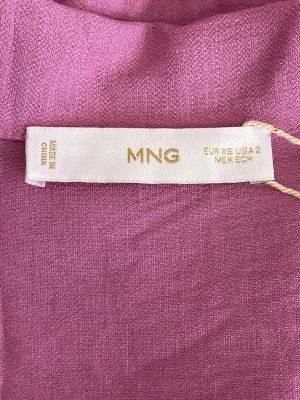 MADE IN
CHINA
MNG
EUR XS USA 2
MEX ECH